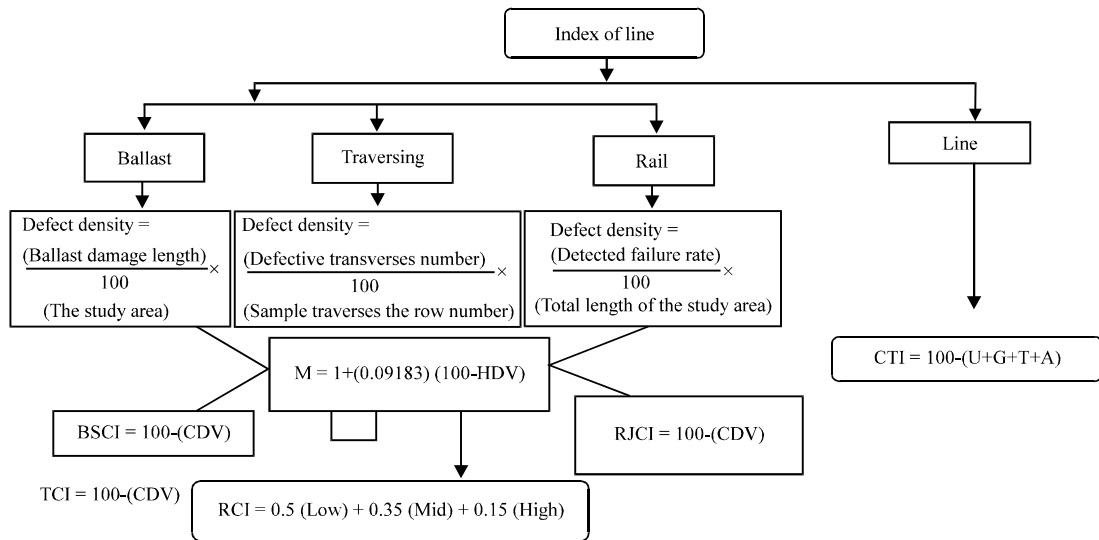 Index of line
Ballast
Traversing
Rail
Line
Defect density =
(Ballast damage length)
100
×
(The study area)
Defect density =
(Defective transverses number)
100
×
(Sample traverses the row number)
Defect density =
(Detected failure rate)
100
×
(Total length of the study area)
M = 1+(0.09183) (100-HDV)
CTI = 100-(U+G+T+A)
BSCI = 100-(CDV)
RJCI = 100-(CDV)
TCI = 100-(CDV)
RCI = 0.5 (Low) + 0.35 (Mid) + 0.15 (High)